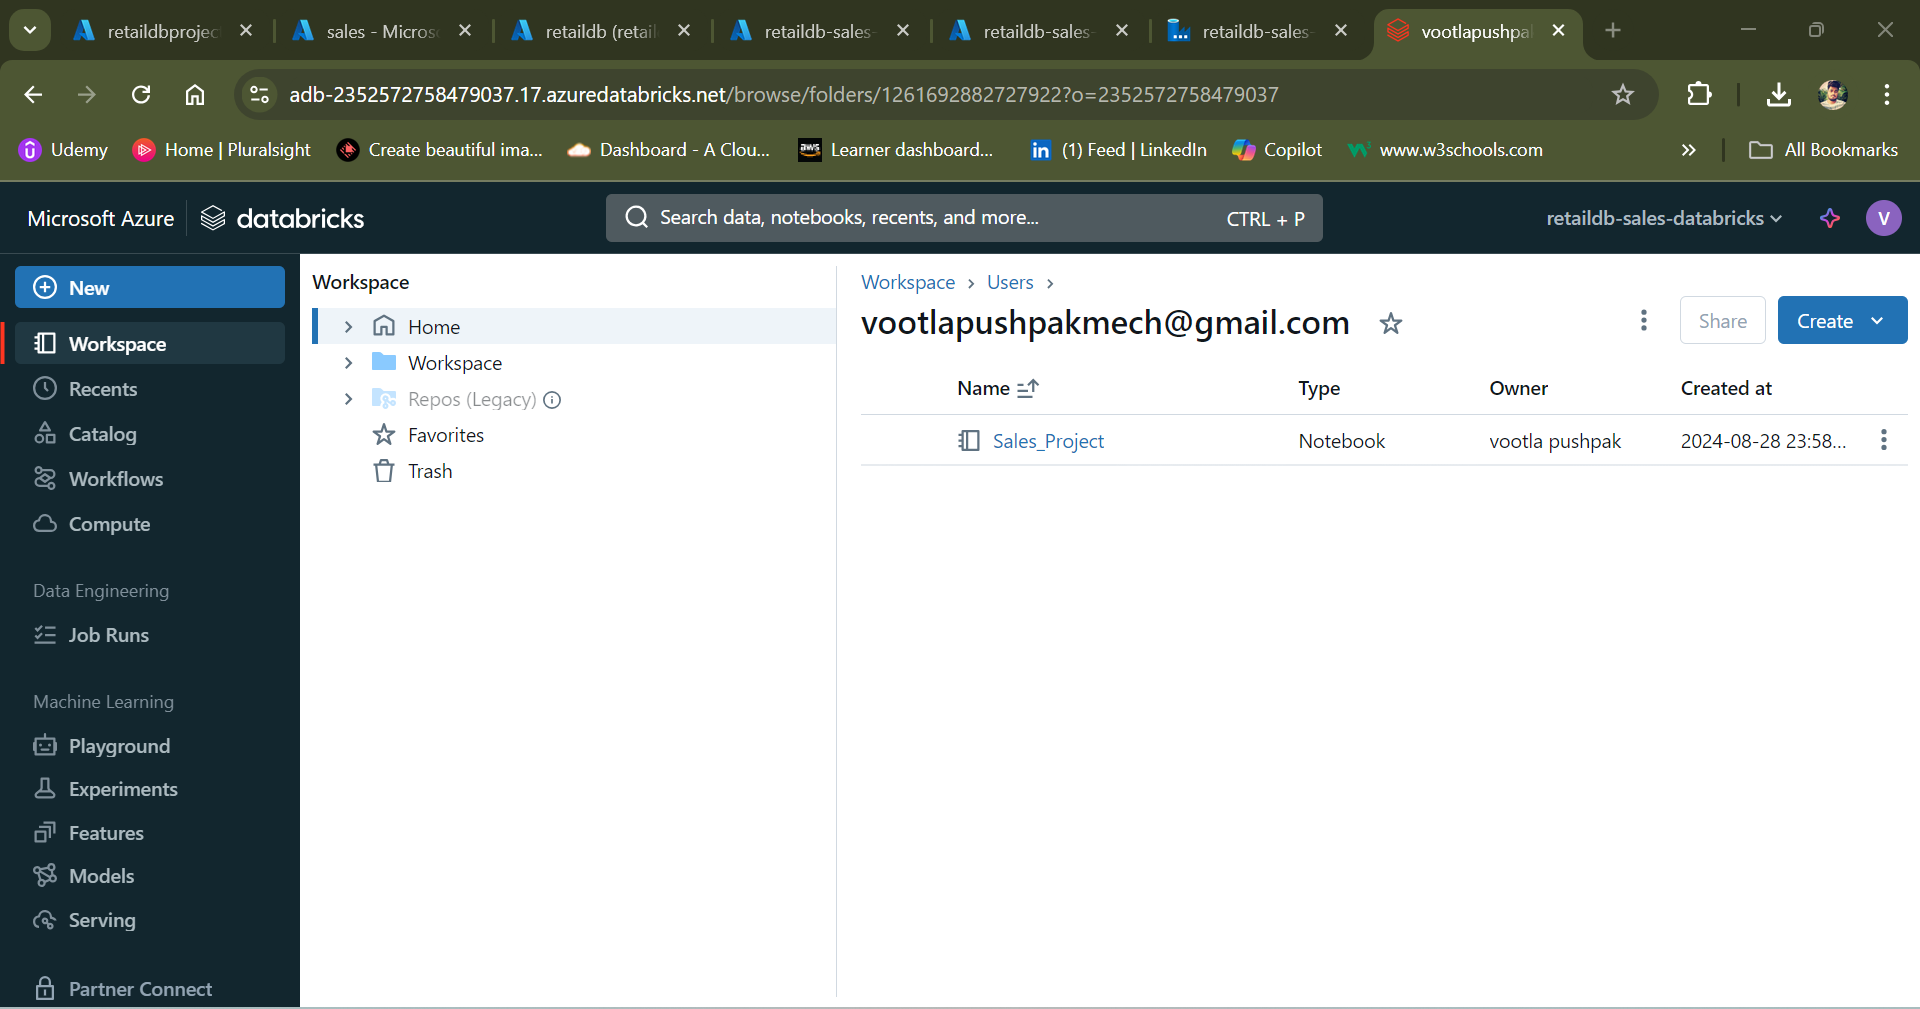 retaildbprojec
sales - Micros
retaildb (retail
retaildb-sales-
retaildb-sales-
retaildb-sales-
vootlapushpal
adb-2352572758479037.17.azuredatabricks.net/browse/folders/1261692882727922?o=2352572758479037
Udemy
Home | Pluralsight
Create beautiful ima...
Dashboard - A Clou...
aws
Learner dashboard...
(1) Feed | LinkedIn
Copilot
www.w3schools.com
All Bookmarks
Microsoft Azure
databricks
Search data, notebooks, recents, and more...
CTRL + P
retaildb-sales-databricks
V
New
Workspace
Recents
Catalog
Workflows
Compute
Data Engineering
Job Runs
Machine Learning
Playground
Experiments
Features
Models
Serving
Partner Connect
Workspace
Home
Workspace
Repos (Legacy)
Favorites
Trash
Workspace › Users ›
vootlapushpakmech@gmail.com
Share
Create
Name Type Owner Created at
Sales_Project Notebook vootla pushpak 2024-08-28 23:58...